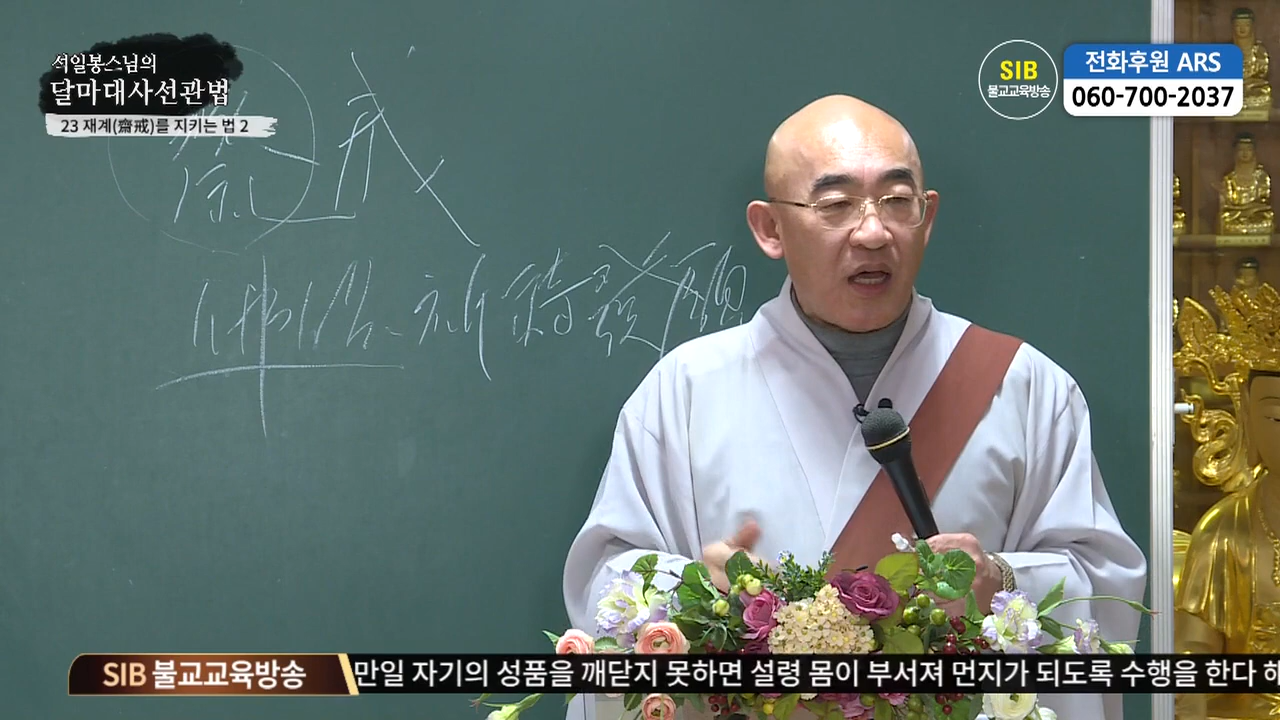 석일봉스님의
달마대사선관법
23 재계(齋戒)를 지키는 법 2
SIB
불교교육방송
전화후원 ARS
060-700-2037
戒
SIB 불교교육방송
만일 자기의 성품을 깨닫지 못하면 설령 몸이 부서져 먼지가 되도록 수행을 한다 해